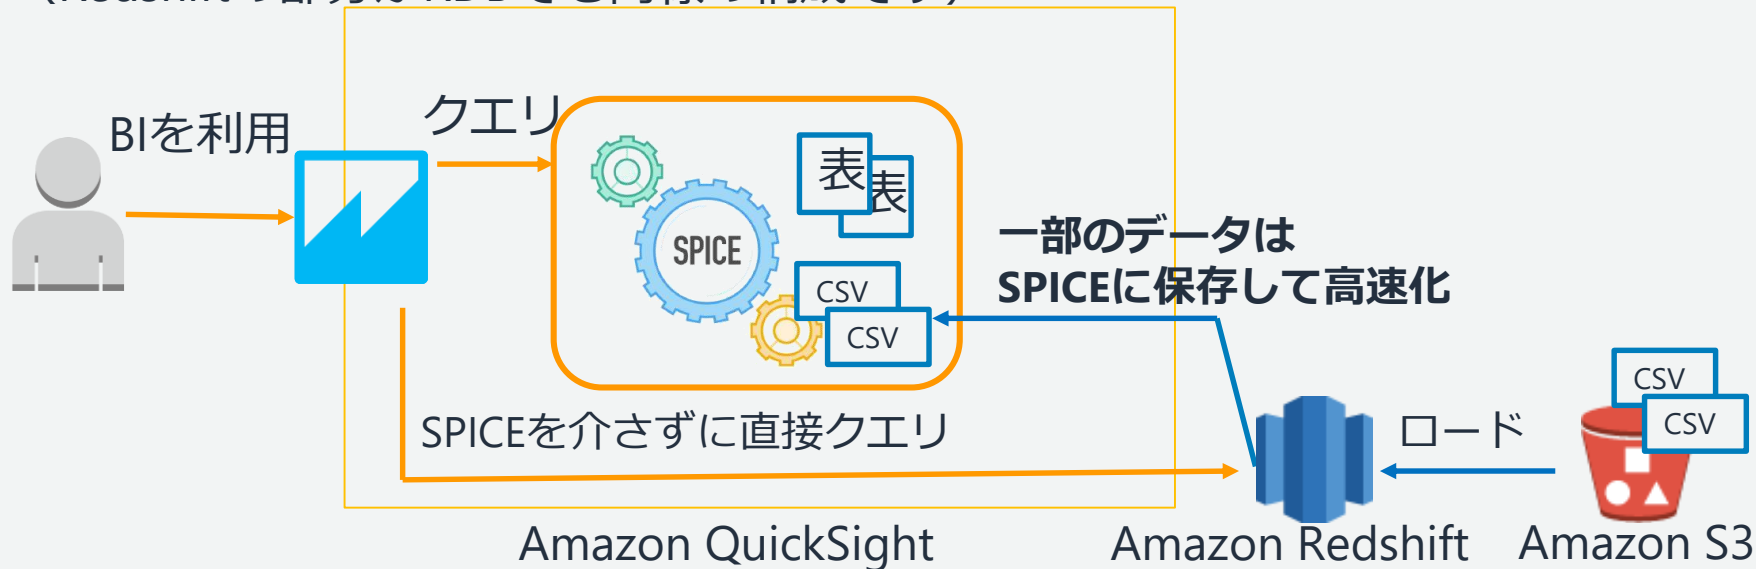 BIを利用
クエリ
表
表
SPICE
CSV
CSV
一部のデータは
SPICEに保存して高速化
SPICEを介さずに直接クエリ
ロード
CSV
CSV
Amazon QuickSight
Amazon Redshift
Amazon S3